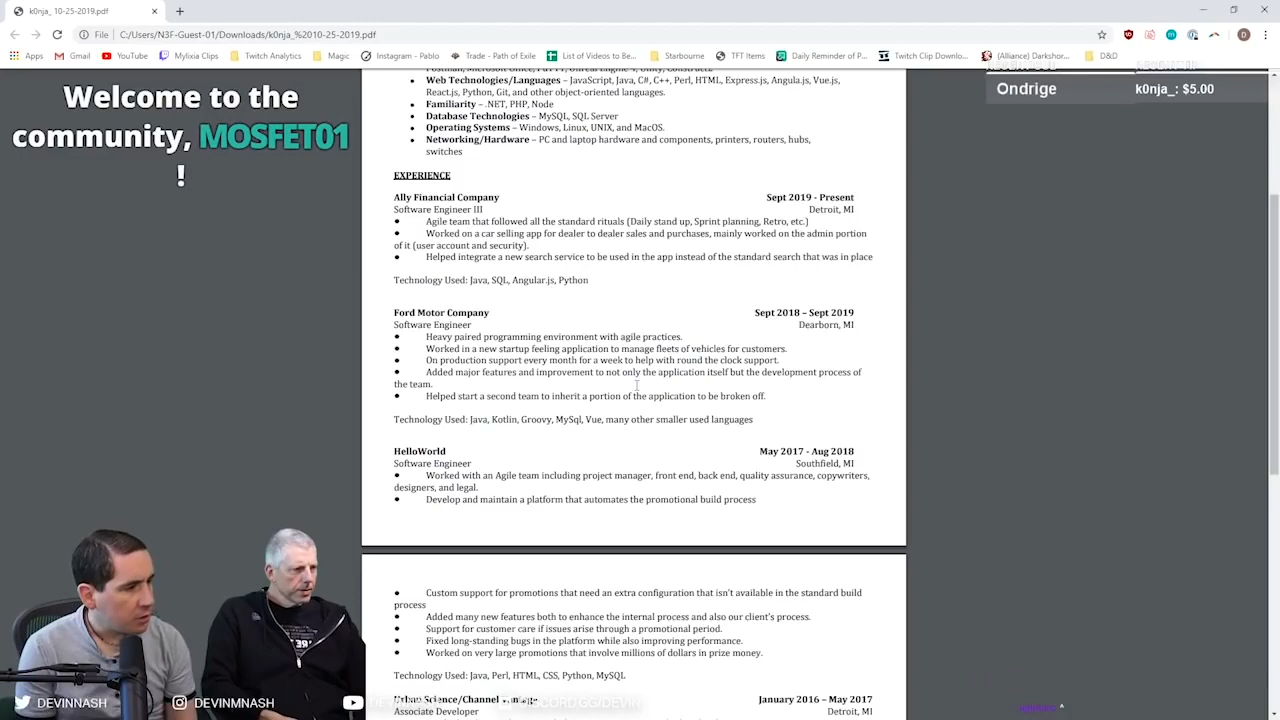 k0nja_ 10-25-2019.pdf
File | C:/Users/N3F-Guest-01/Downloads/k0nja_%2010-25-2019.pdf
Apps Gmail YouTube Mylixia Clips Twitch Analytics Magic Instagram - Pablo Trade - Path of Exile List of Videos to Be... Starbourne TFT Items Daily Reminder of P... Twitch Clip Downlo... (Alliance) Darkshor... D&D
Welcome to the
community, MOSFET01
!
Ondrige k0nja_: $5.00
● Web Technologies/Languages – JavaScript, Java, C#, C++, Perl, HTML, Express.js, Angula.js, Vue.js,
React.js, Python, Git, and other object-oriented languages.
● Familiarity – .NET, PHP, Node
● Database Technologies – MySQL, SQL Server
● Operating Systems – Windows, Linux, UNIX, and MacOS.
● Networking/Hardware – PC and laptop hardware and components, printers, routers, hubs,
switches
EXPERIENCE
Ally Financial Company Sept 2019 - Present
Software Engineer III Detroit, MI
● Agile team that followed all the standard rituals (Daily stand up, Sprint planning, Retro, etc.)
● Worked on a car selling app for dealer to dealer sales and purchases, mainly worked on the admin portion
of it (user account and security).
● Helped integrate a new search service to be used in the app instead of the standard search that was in place
Technology Used: Java, SQL, Angular.js, Python
Ford Motor Company Sept 2018 – Sept 2019
Software Engineer Dearborn, MI
● Heavy paired programming environment with agile practices.
● Worked in a new startup feeling application to manage fleets of vehicles for customers.
● On production support every month for a week to help with round the clock support.
● Added major features and improvement to not only the application itself but the development process of
the team.
● Helped start a second team to inherit a portion of the application to be broken off.
Technology Used: Java, Kotlin, Groovy, MySql, Vue, many other smaller used languages
HelloWorld May 2017 - Aug 2018
Software Engineer Southfield, MI
● Worked with an Agile team including project manager, front end, back end, quality assurance, copywriters,
designers, and legal.
● Develop and maintain a platform that automates the promotional build process
● Custom support for promotions that need an extra configuration that isn't available in the standard build
process
● Added many new features both to enhance the internal process and also our client's process.
● Support for customer care if issues arise through a promotional period.
● Fixed long-standing bugs in the platform while also improving performance.
● Worked on very large promotions that involve millions of dollars in prize money.
Technology Used: Java, Perl, HTML, CSS, Python, MySQL
Urban Science/Channel January 2016 – May 2017
Associate Developer Detroit, MI
DEVINNASH DEVINNASH DISCORD.GG/DEVIN